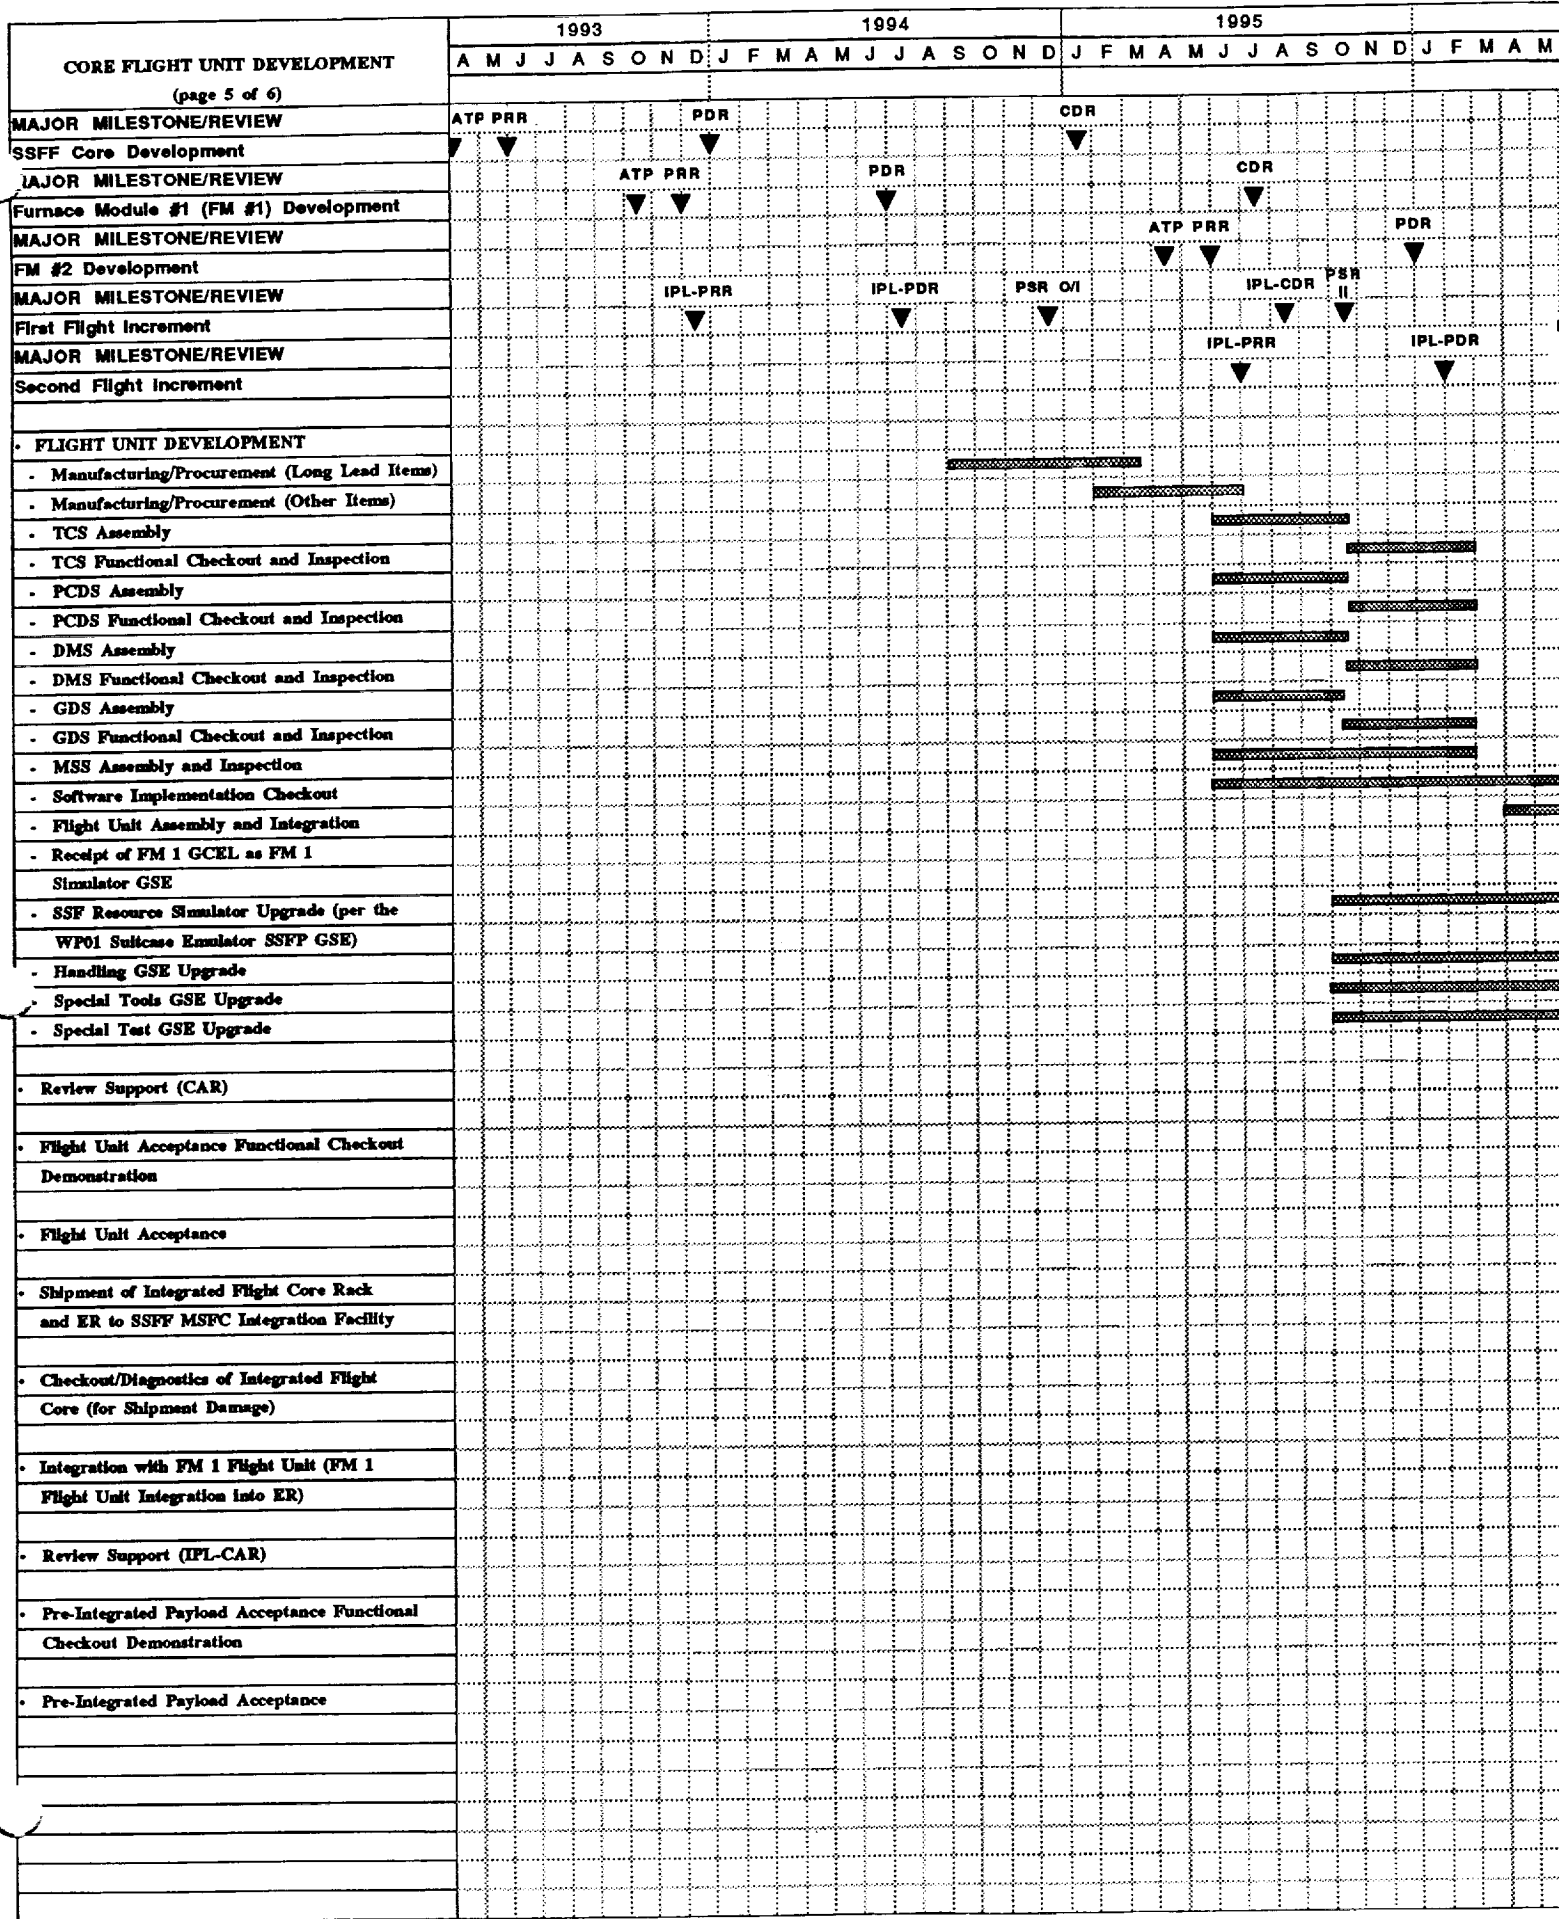 1993 1994 1995
CORE FLIGHT UNIT DEVELOPMENT
A M J J A S O N D J F M A M J J A S O N D J F M A M J J A S O N D J F M A M
(page 5 of 6)
MAJOR MILESTONE/REVIEW ATP PRR PDR CDR
SSFF Core Development
AJOR MILESTONE/REVIEW ATP PRR PDR CDR
Furnace Module #1 (FM #1) Development
MAJOR MILESTONE/REVIEW ATP PRR PDR
FM #2 Development
MAJOR MILESTONE/REVIEW IPL-PRR IPL-PDR PSR O/I IPL-CDR PSR II
First Flight Increment
MAJOR MILESTONE/REVIEW IPL-PRR IPL-PDR
Second Flight Increment
• FLIGHT UNIT DEVELOPMENT
- Manufacturing/Procurement (Long Lead Items)
- Manufacturing/Procurement (Other Items)
- TCS Assembly
- TCS Functional Checkout and Inspection
- PCDS Assembly
- PCDS Functional Checkout and Inspection
- DMS Assembly
- DMS Functional Checkout and Inspection
- GDS Assembly
- GDS Functional Checkout and Inspection
- MSS Assembly and Inspection
- Software Implementation Checkout
- Flight Unit Assembly and Integration
- Receipt of FM 1 GCEL as FM 1
Simulator GSE
- SSF Resource Simulator Upgrade (per the
WP01 Suitcase Emulator SSFP GSE)
- Handling GSE Upgrade
- Special Tools GSE Upgrade
- Special Test GSE Upgrade
• Review Support (CAR)
• Flight Unit Acceptance Functional Checkout
Demonstration
• Flight Unit Acceptance
• Shipment of Integrated Flight Core Rack
and ER to SSFF MSFC Integration Facility
• Checkout/Diagnostics of Integrated Flight
Core (for Shipment Damage)
• Integration with FM 1 Flight Unit (FM 1
Flight Unit Integration into ER)
• Review Support (IPL-CAR)
• Pre-Integrated Payload Acceptance Functional
Checkout Demonstration
• Pre-Integrated Payload Acceptance